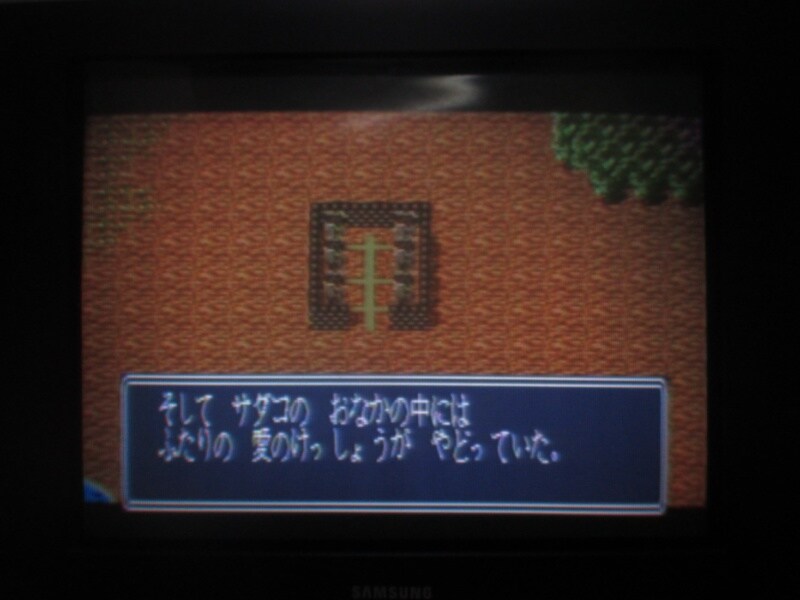 そして サダコの おなかの中には
ふたりの 愛のけっしょうが やどっていた。
SAMSUNG